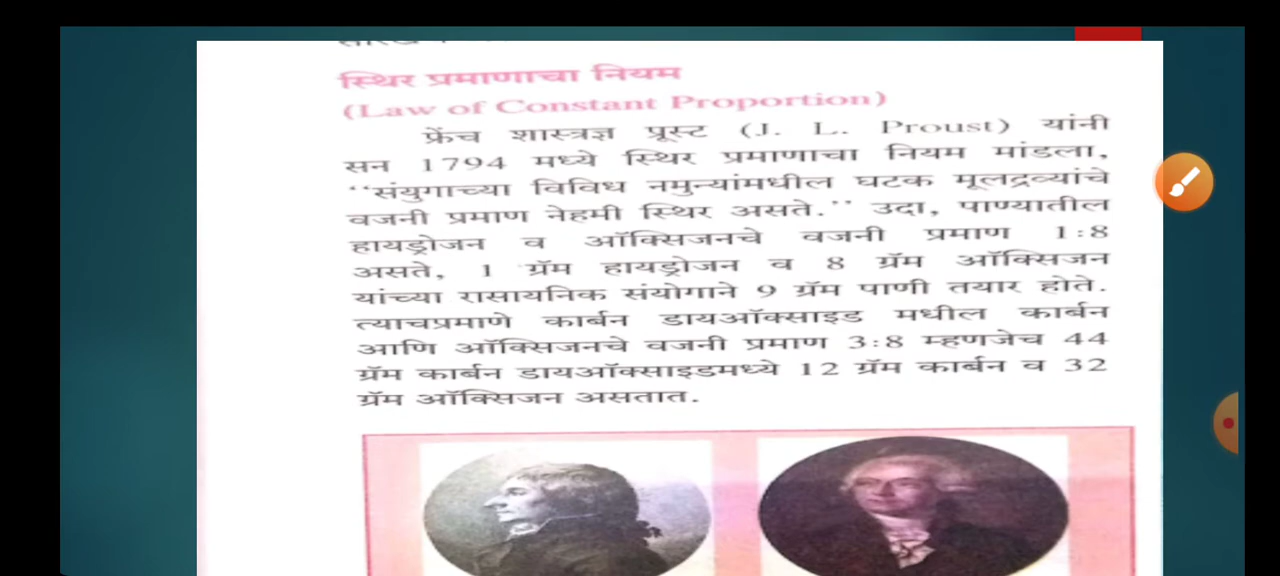 स्थिर प्रमाणाचा नियम
(Law of Constant Proportion)
फ्रेंच शास्त्रज्ञ प्रूस्ट (J. L. Proust) यांनी
सन 1794 मध्ये स्थिर प्रमाणाचा नियम मांडला,
‘‘संयुगाच्या विविध नमुन्यांमधील घटक मूलद्रव्यांचे
वजनी प्रमाण नेहमी स्थिर असते.’’ उदा, पाण्यातील
हायड्रोजन व ऑक्सिजनचे वजनी प्रमाण 1:8
असते, 1 ग्रॅम हायड्रोजन व 8 ग्रॅम ऑक्सिजन
यांच्या रासायनिक संयोगाने 9 ग्रॅम पाणी तयार होते.
त्याचप्रमाणे कार्बन डायऑक्साइड मधील कार्बन
आणि ऑक्सिजनचे वजनी प्रमाण 3:8 म्हणजेच 44
ग्रॅम कार्बन डायऑक्साइडमध्ये 12 ग्रॅम कार्बन व 32
ग्रॅम ऑक्सिजन असतात.